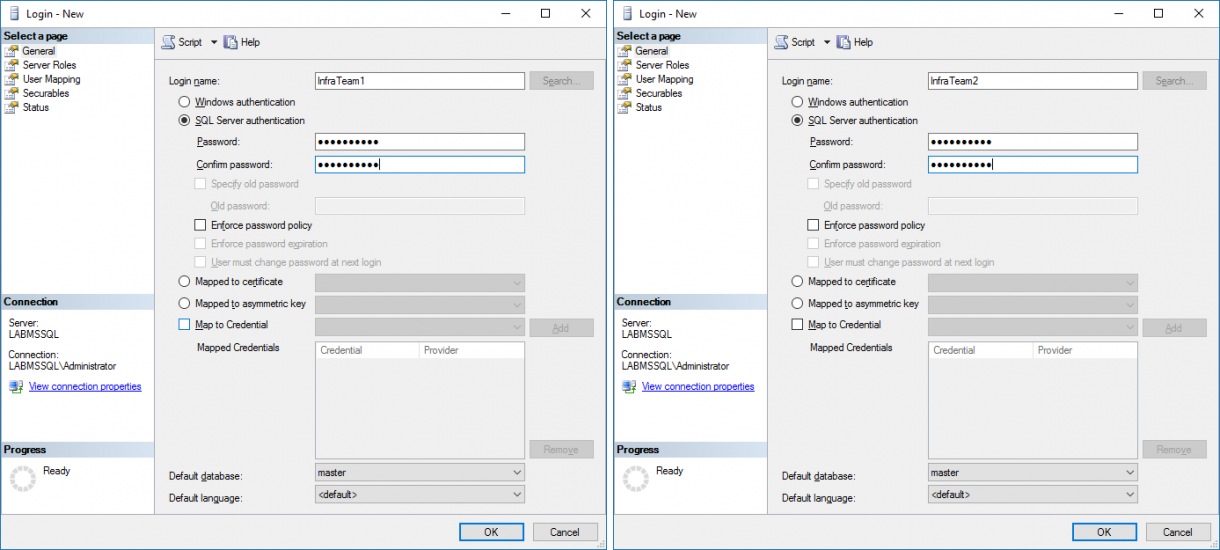 Login - New
Select a page
General
Server Roles
User Mapping
Securables
Status
Script
Help
Login name:
InfraTeam1
Search...
Windows authentication
SQL Server authentication
Password:
●●●●●●●●●●
Confirm password:
●●●●●●●●●●
Specify old password
Old password:
Enforce password policy
Enforce password expiration
User must change password at next login
Mapped to certificate
Mapped to asymmetric key
Map to Credential
Add
Mapped Credentials
Credential
Provider
Remove
Default database:
master
Default language:
<default>
Connection
Server:
LABMSSQL
Connection:
LABMSSQL\Administrator
View connection properties
Progress
Ready
OK
Cancel
Login - New
Select a page
General
Server Roles
User Mapping
Securables
Status
Script
Help
Login name:
InfraTeam2
Search...
Windows authentication
SQL Server authentication
Password:
●●●●●●●●●●
Confirm password:
●●●●●●●●●●
Specify old password
Old password:
Enforce password policy
Enforce password expiration
User must change password at next login
Mapped to certificate
Mapped to asymmetric key
Map to Credential
Add
Mapped Credentials
Credential
Provider
Remove
Default database:
master
Default language:
<default>
Connection
Server:
LABMSSQL
Connection:
LABMSSQL\Administrator
View connection properties
Progress
Ready
OK
Cancel